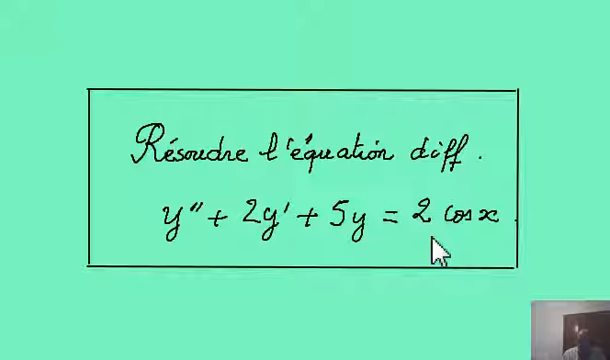 Résoudre l'équation diff.
y'' + 2y' + 5y = 2 cos x.